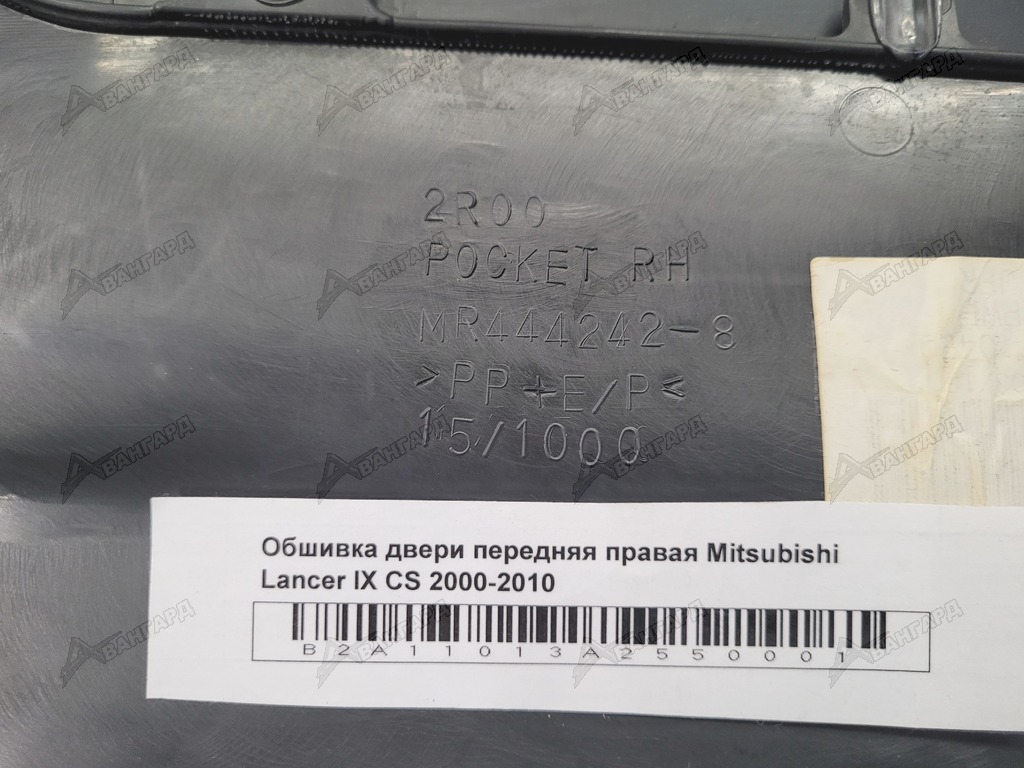 2R00
POCKET RH
MR444242-8
>PP+E/P<
15/1000
Обшивка двери передняя правая Mitsubishi
Lancer IX CS 2000-2010
B2A11013A2550001
АВАНГАРД